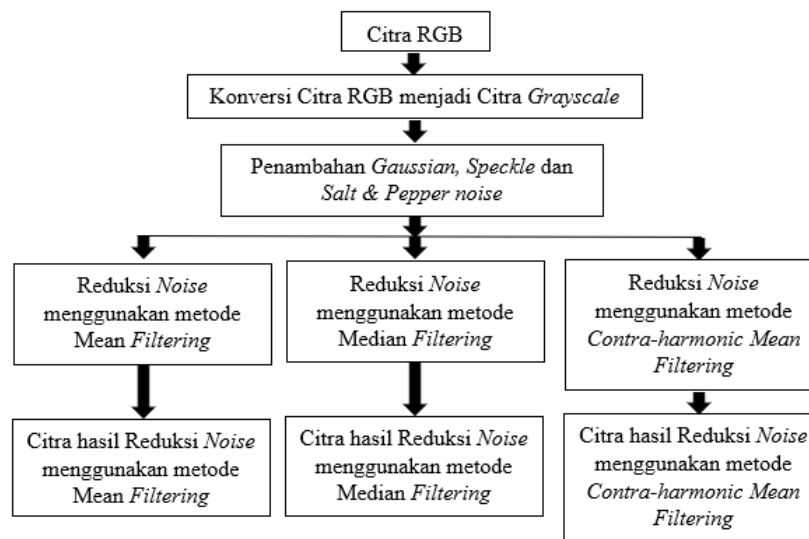 Citra RGB
Konversi Citra RGB menjadi Citra Grayscale
Penambahan Gaussian, Speckle dan
Salt & Pepper noise
Reduksi Noise
menggunakan metode
Mean Filtering
Reduksi Noise
menggunakan metode
Median Filtering
Reduksi Noise
menggunakan metode
Contra-harmonic Mean
Filtering
Citra hasil Reduksi Noise
menggunakan metode
Mean Filtering
Citra hasil Reduksi Noise
menggunakan metode
Median Filtering
Citra hasil Reduksi Noise
menggunakan metode
Contra-harmonic Mean
Filtering